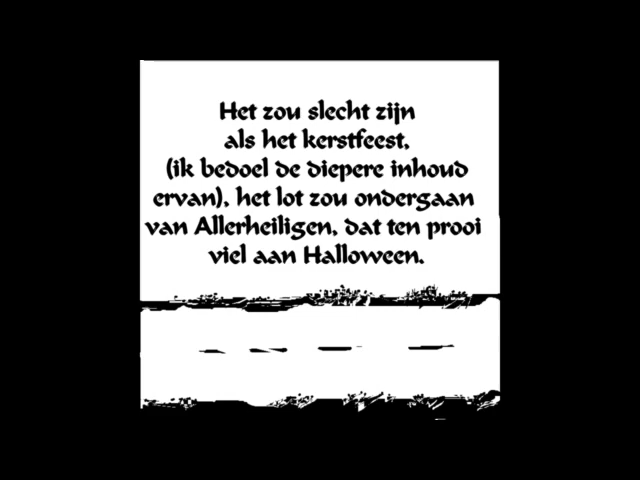 Het zou slecht zijn
als het kerstfeest,
(ik bedoel de diepere inhoud
ervan), het lot zou ondergaan
van Allerheiligen, dat ten prooi
viel aan Halloween.